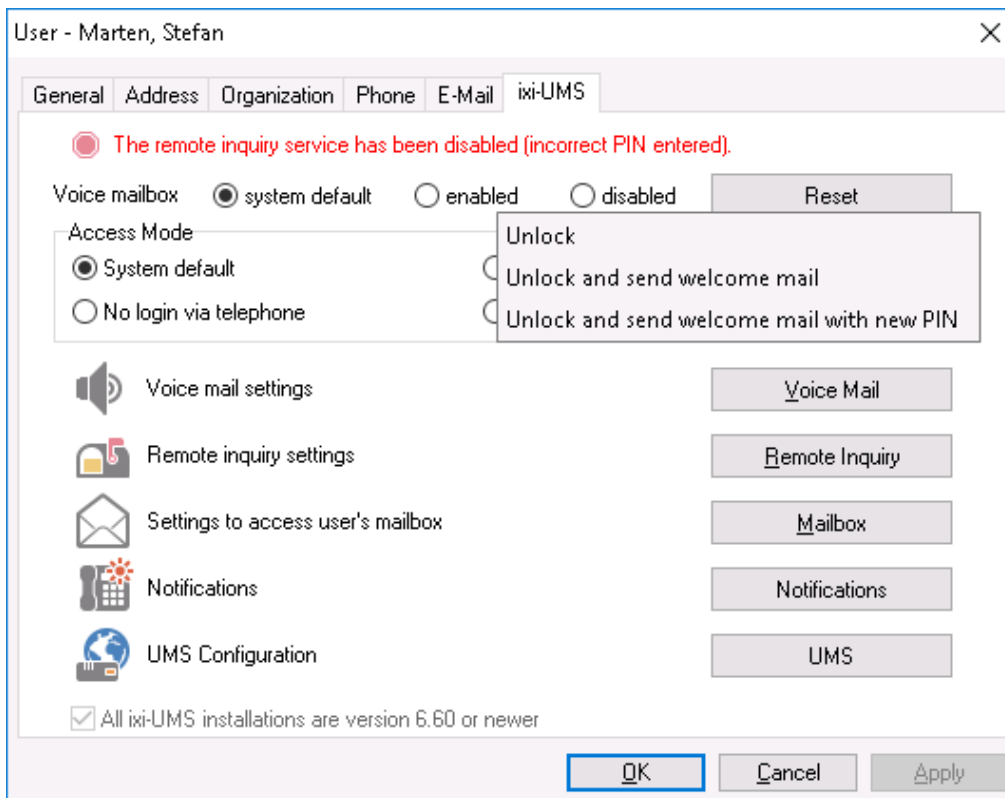 User - Marten, Stefan
General Address Organization Phone E-Mail ixi-UMS
The remote inquiry service has been disabled (incorrect PIN entered).
Voice mailbox system default enabled disabled Reset
Access Mode
Unlock
System default
Unlock and send welcome mail
No login via telephone
Unlock and send welcome mail with new PIN
Voice mail settings Voice Mail
Remote inquiry settings Remote Inquiry
Settings to access user's mailbox Mailbox
Notifications Notifications
UMS Configuration UMS
All ixi-UMS installations are version 6.60 or newer
OK Cancel Apply